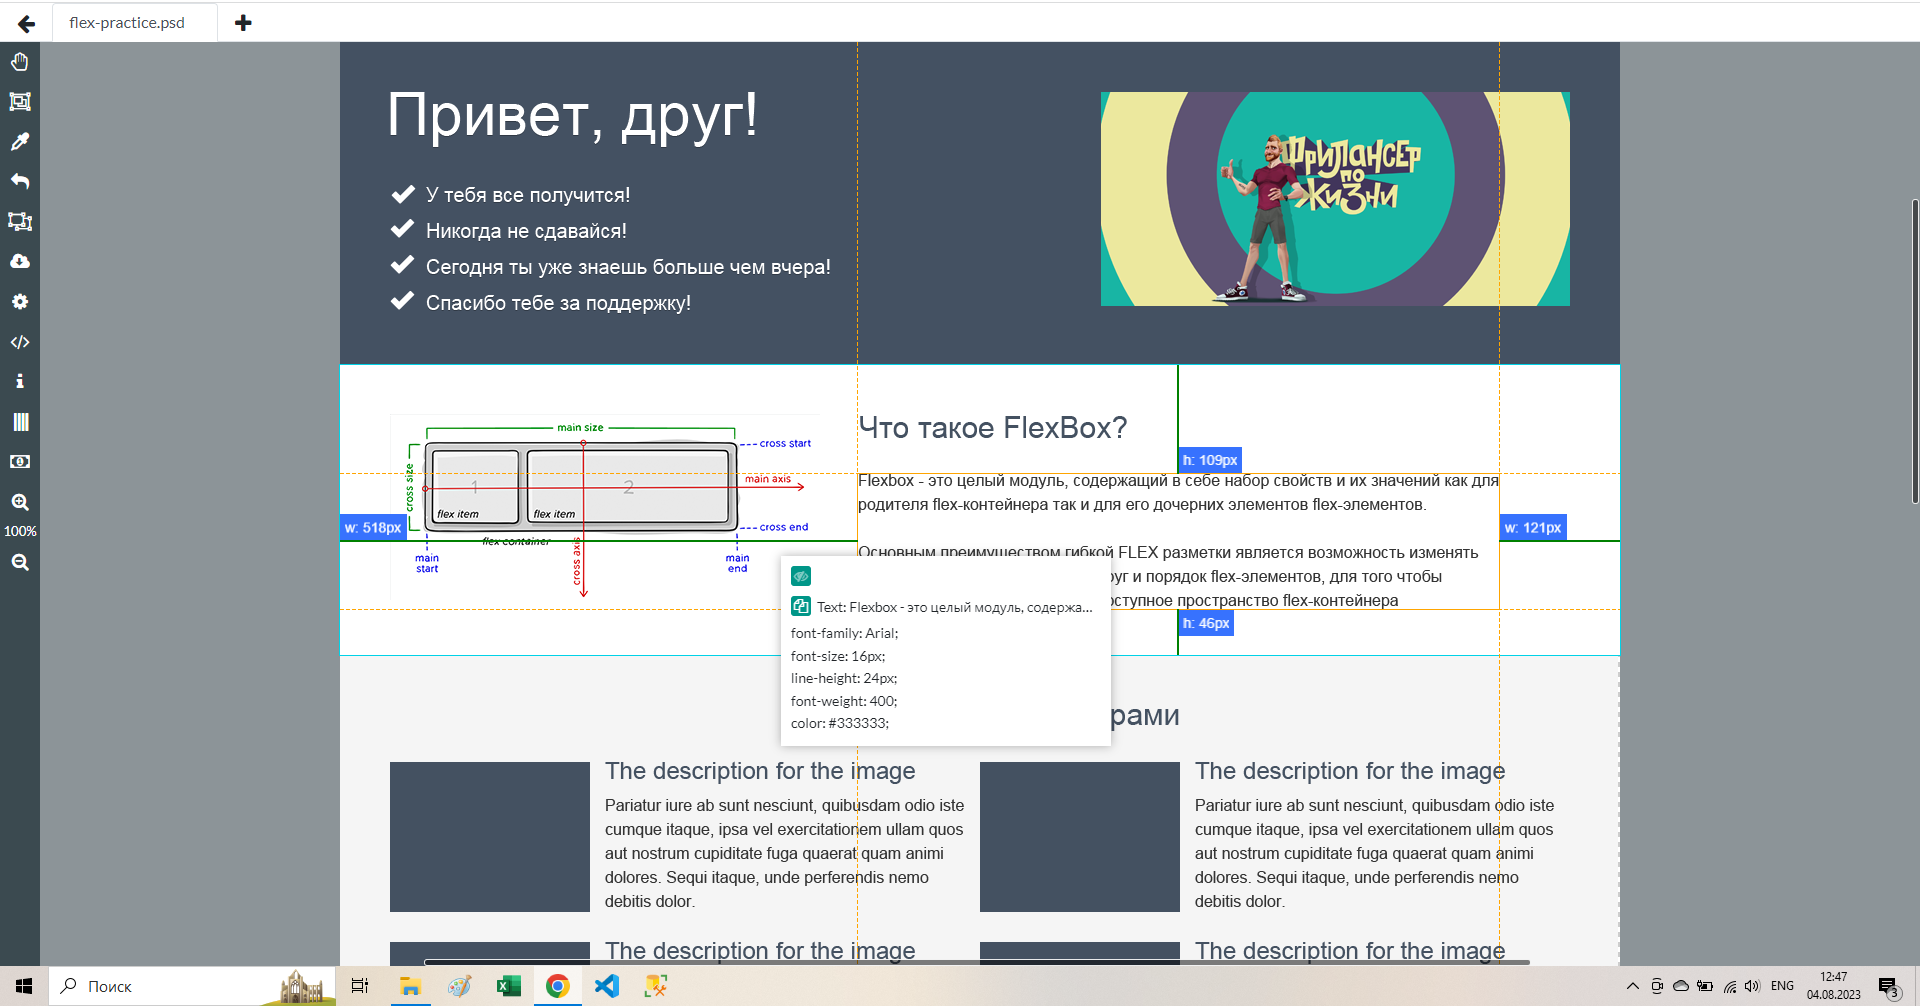 flex-practice.psd
Привет, друг!
У тебя все получится!
Никогда не сдавайся!
Сегодня ты уже знаешь больше чем вчера!
Спасибо тебе за поддержку!
ФРИЛАНСЕР
ПО
ЖИЗНИ
main size
cross start
cross size
1
2
main axis
flex item
flex item
cross end
flex container
main
start
cross axis
main
end
Что такое FlexBox?
h: 109px
Flexbox - это целый модуль, содержащий в себе набор свойств и их значений как для
родителя flex-контейнера так и для его дочерних элементов flex-элементов.
w: 518px
w: 121px
Основным преимуществом гибкой FLEX разметки является возможность изменять
и порядок flex-элементов, для того чтобы
пространство flex-контейнера
h: 46px
Text: Flexbox - это целый модуль, содержа...
font-family: Arial;
font-size: 16px;
line-height: 24px;
font-weight: 400;
color: #333333;
100%
The description for the image
Pariatur iure ab sunt nesciunt, quibusdam odio iste
cumque itaque, ipsa vel exercitationem ullam quos
aut nostrum cupiditate fuga quaerat quam animi
dolores. Sequi itaque, unde perferendis nemo
debitis dolor.
The description for the image
Pariatur iure ab sunt nesciunt, quibusdam odio iste
cumque itaque, ipsa vel exercitationem ullam quos
aut nostrum cupiditate fuga quaerat quam animi
dolores. Sequi itaque, unde perferendis nemo
debitis dolor.
The description for the image
The description for the image
Поиск
ENG
12:47
04.08.2023
3